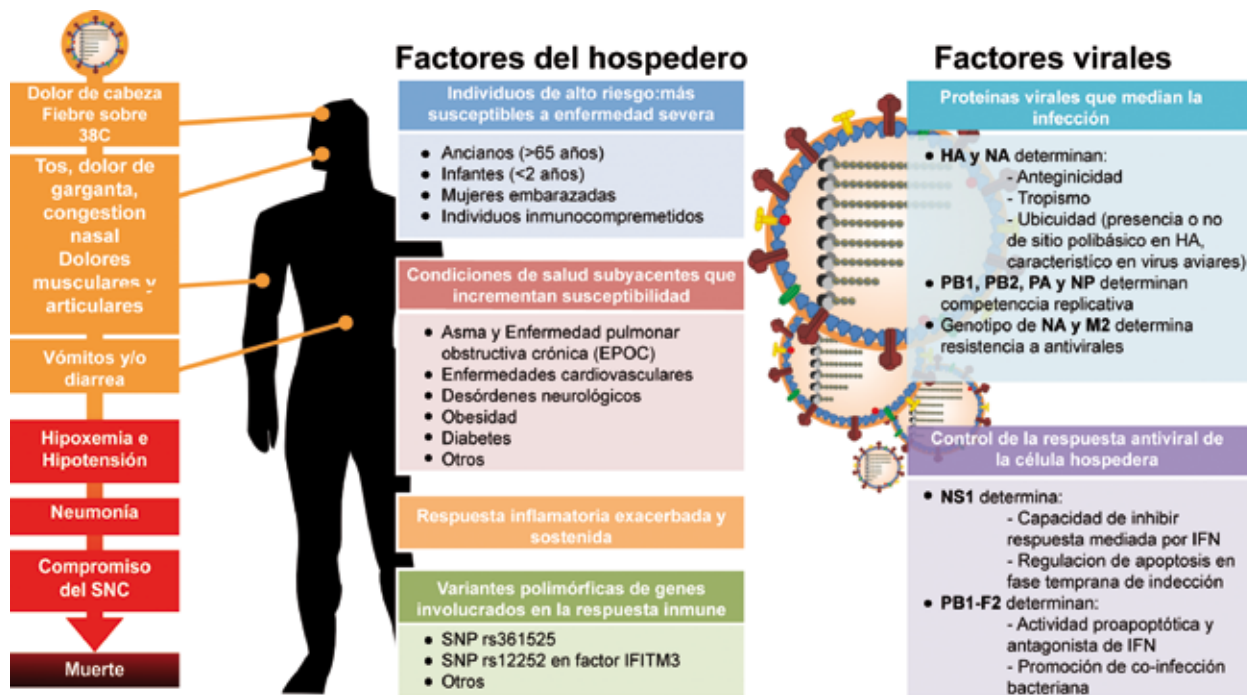 Dolor de cabeza
Fiebre sobre
38C
Tos, dolor de
garganta,
congestion
nasal
Dolores
musculares y
articulares
Vómitos y/o
diarrea
Hipoxemia e
Hipotensión
Neumonía
Compromiso
del SNC
Muerte
Factores del hospedero
Individuos de alto riesgo:más
susceptibles a enfermedad severa
• Ancianos (>65 años)
• Infantes (<2 años)
• Mujeres embarazadas
• Individuos inmunocompremetidos
Condiciones de salud subyacentes que
incrementan susceptibilidad
• Asma y Enfermedad pulmonar
obstructiva crónica (EPOC)
• Enfermedades cardiovasculares
• Desórdenes neurológicos
• Obesidad
• Diabetes
• Otros
Respuesta inflamatoria exacerbada y
sostenida
Variantes polimórficas de genes
involucrados en la respuesta inmune
• SNP rs361525
• SNP rs12252 en factor IFITM3
• Otros
Factores virales
Proteinas virales que median la
infección
• HA y NA determinan:
- Anteginicidad
- Tropismo
- Ubicuidad (presencia o no
de sitio polibásico en HA,
caracteristico en virus aviares)
• PB1, PB2, PA y NP determinan
competenccia replicativa
• Genotipo de NA y M2 determina
resistencia a antivirales
Control de la respuesta antiviral de
la célula hospedera
• NS1 determina:
- Capacidad de inhibir
respuesta mediada por IFN
- Regulacion de apoptosis en
fase temprana de indección
• PB1-F2 determinan:
- Actividad proapoptótica y
antagonista de IFN
- Promoción de co-infección
bacteriana